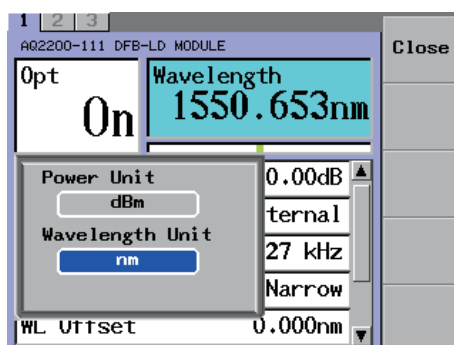 1 2 3
AQ2200-111 DFB-LD MODULE
Close
Opt
On
Wavelength
1550.653nm
Power Unit
dBm
Wavelength Unit
nm
0.00dB
ternal
27 kHz
Narrow
WL Offset 0.000nm